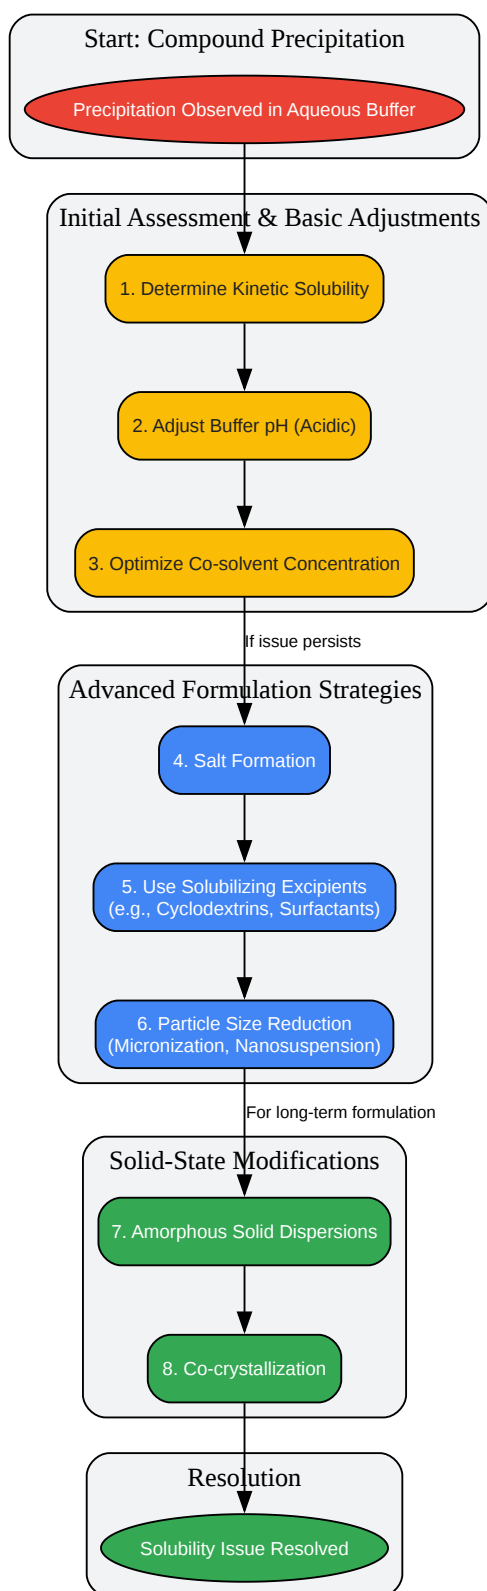 Start: Compound Precipitation
Precipitation Observed in Aqueous Buffer
Initial Assessment & Basic Adjustments
1. Determine Kinetic Solubility
2. Adjust Buffer pH (Acidic)
3. Optimize Co-solvent Concentration
If issue persists
Advanced Formulation Strategies
4. Salt Formation
5. Use Solubilizing Excipients
(e.g., Cyclodextrins, Surfactants)
6. Particle Size Reduction
(Micronization, Nanosuspension)
For long-term formulation
Solid-State Modifications
7. Amorphous Solid Dispersions
8. Co-crystallization
Resolution
Solubility Issue Resolved